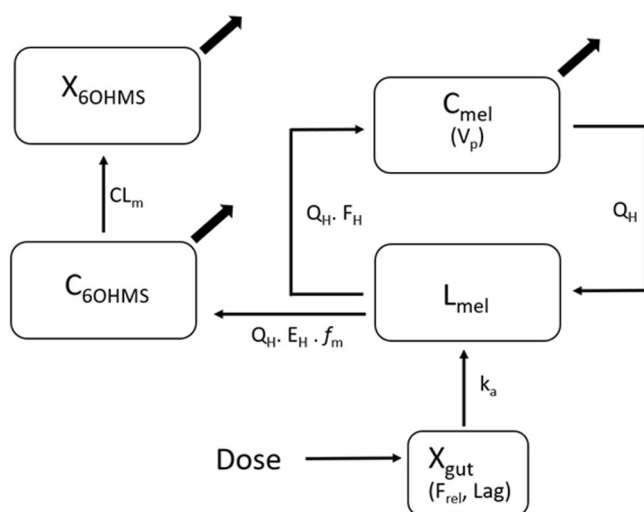 X6OHMS
CLm
C6OHMS
Cmel
(Vp)
QH. FH
QH
Lmel
QH. EH . fm
ka
Dose
Xgut
(Frel, Lag)